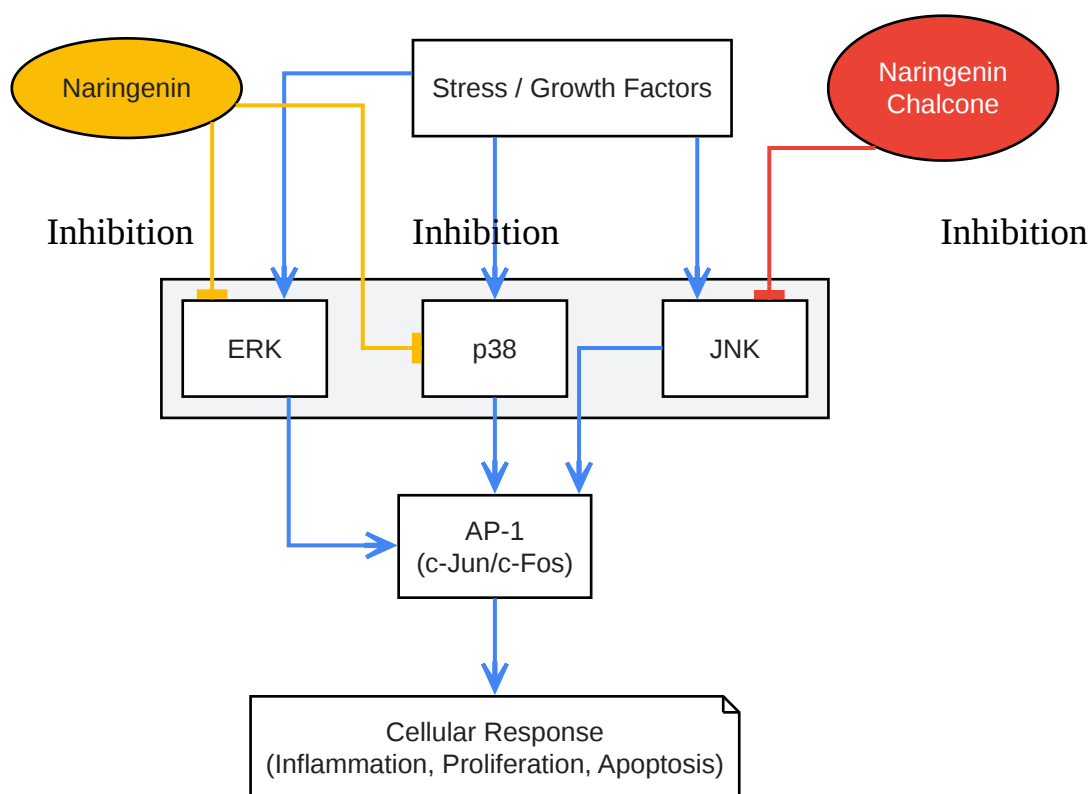 Naringenin
Stress / Growth Factors
Naringenin
Chalcone
Inhibition
Inhibition
Inhibition
ERK
p38
JNK
AP-1
(c-Jun/c-Fos)
Cellular Response
(Inflammation, Proliferation, Apoptosis)